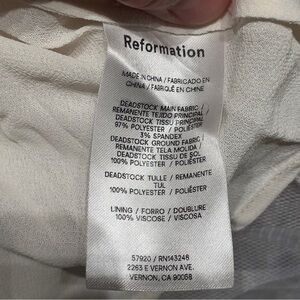 Reformation
MADE IN CHINA / FABRICADO EN
CHINA / FABRIQUÉ EN CHINE
DEADSTOCK MAIN FABRIC /
REMANENTE TEJIDO PRINCIPAL /
DEADSTOCK TISSU PRINCIPAL
97% POLYESTER / POLIÉSTER
3% SPANDEX
DEADSTOCK GROUND FABRIC /
REMANENTE TELA MOLIDA /
DEADSTOCK TISSU DE SOL
100% POLYESTER / POLIÉSTER
DEADSTOCK TULLE / REMANENTE
TUL
100% POLYESTER / POLIÉSTER
LINING / FORRO / DOUBLURE
100% VISCOSE / VISCOSA
57920 / RN143248
2263 E VERNON AVE.
VERNON, CA 90058